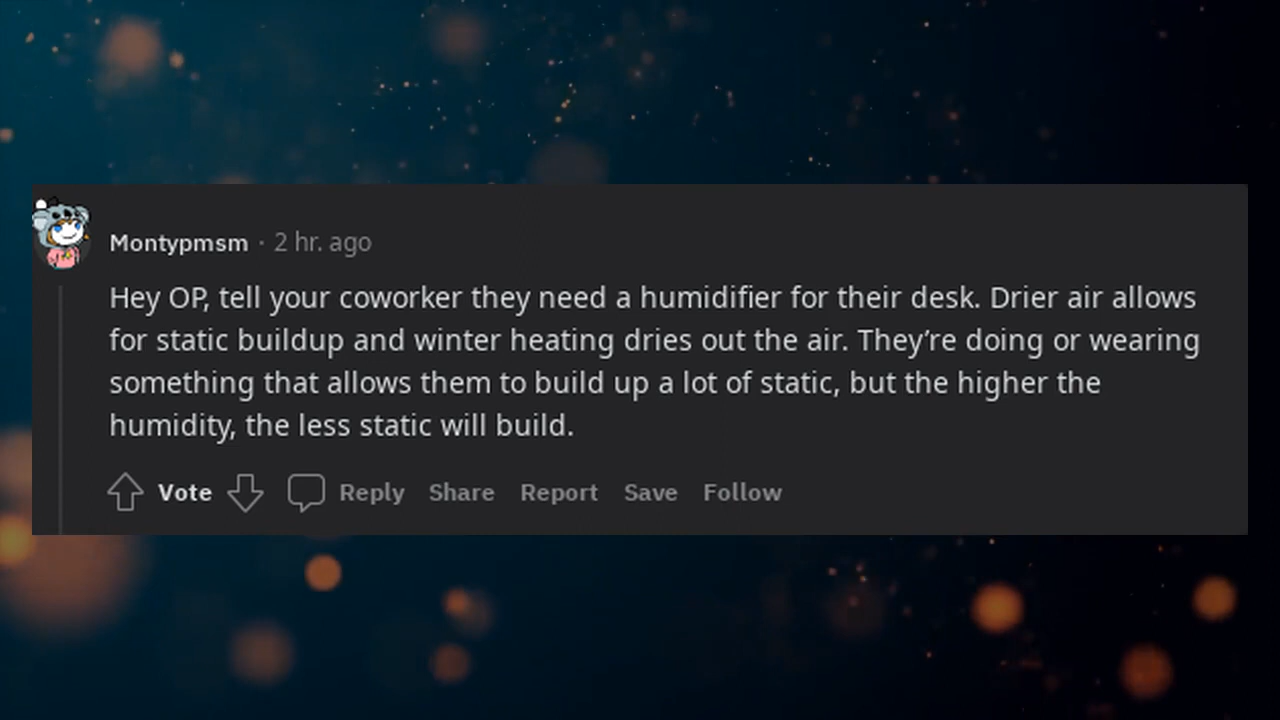 Montypmsm · 2 hr. ago
Hey OP, tell your coworker they need a humidifier for their desk. Drier air allows
for static buildup and winter heating dries out the air. They’re doing or wearing
something that allows them to build up a lot of static, but the higher the
humidity, the less static will build.
Vote Reply Share Report Save Follow